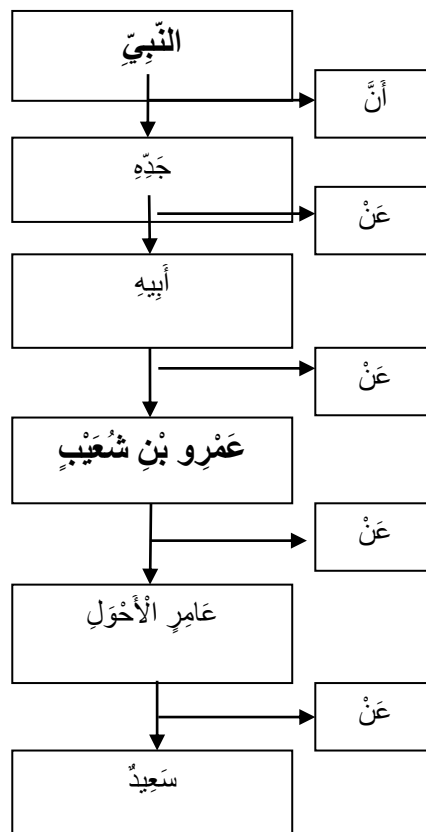 النّبِيِّ
أَنَّ
جَدِّهِ
عَنْ
أَبِيهِ
عَنْ
عَمْرِو بْنِ شُعَيْبٍ
عَنْ
عَامِرٍ الْأَحْوَلِ
عَنْ
سَعِيدٌ